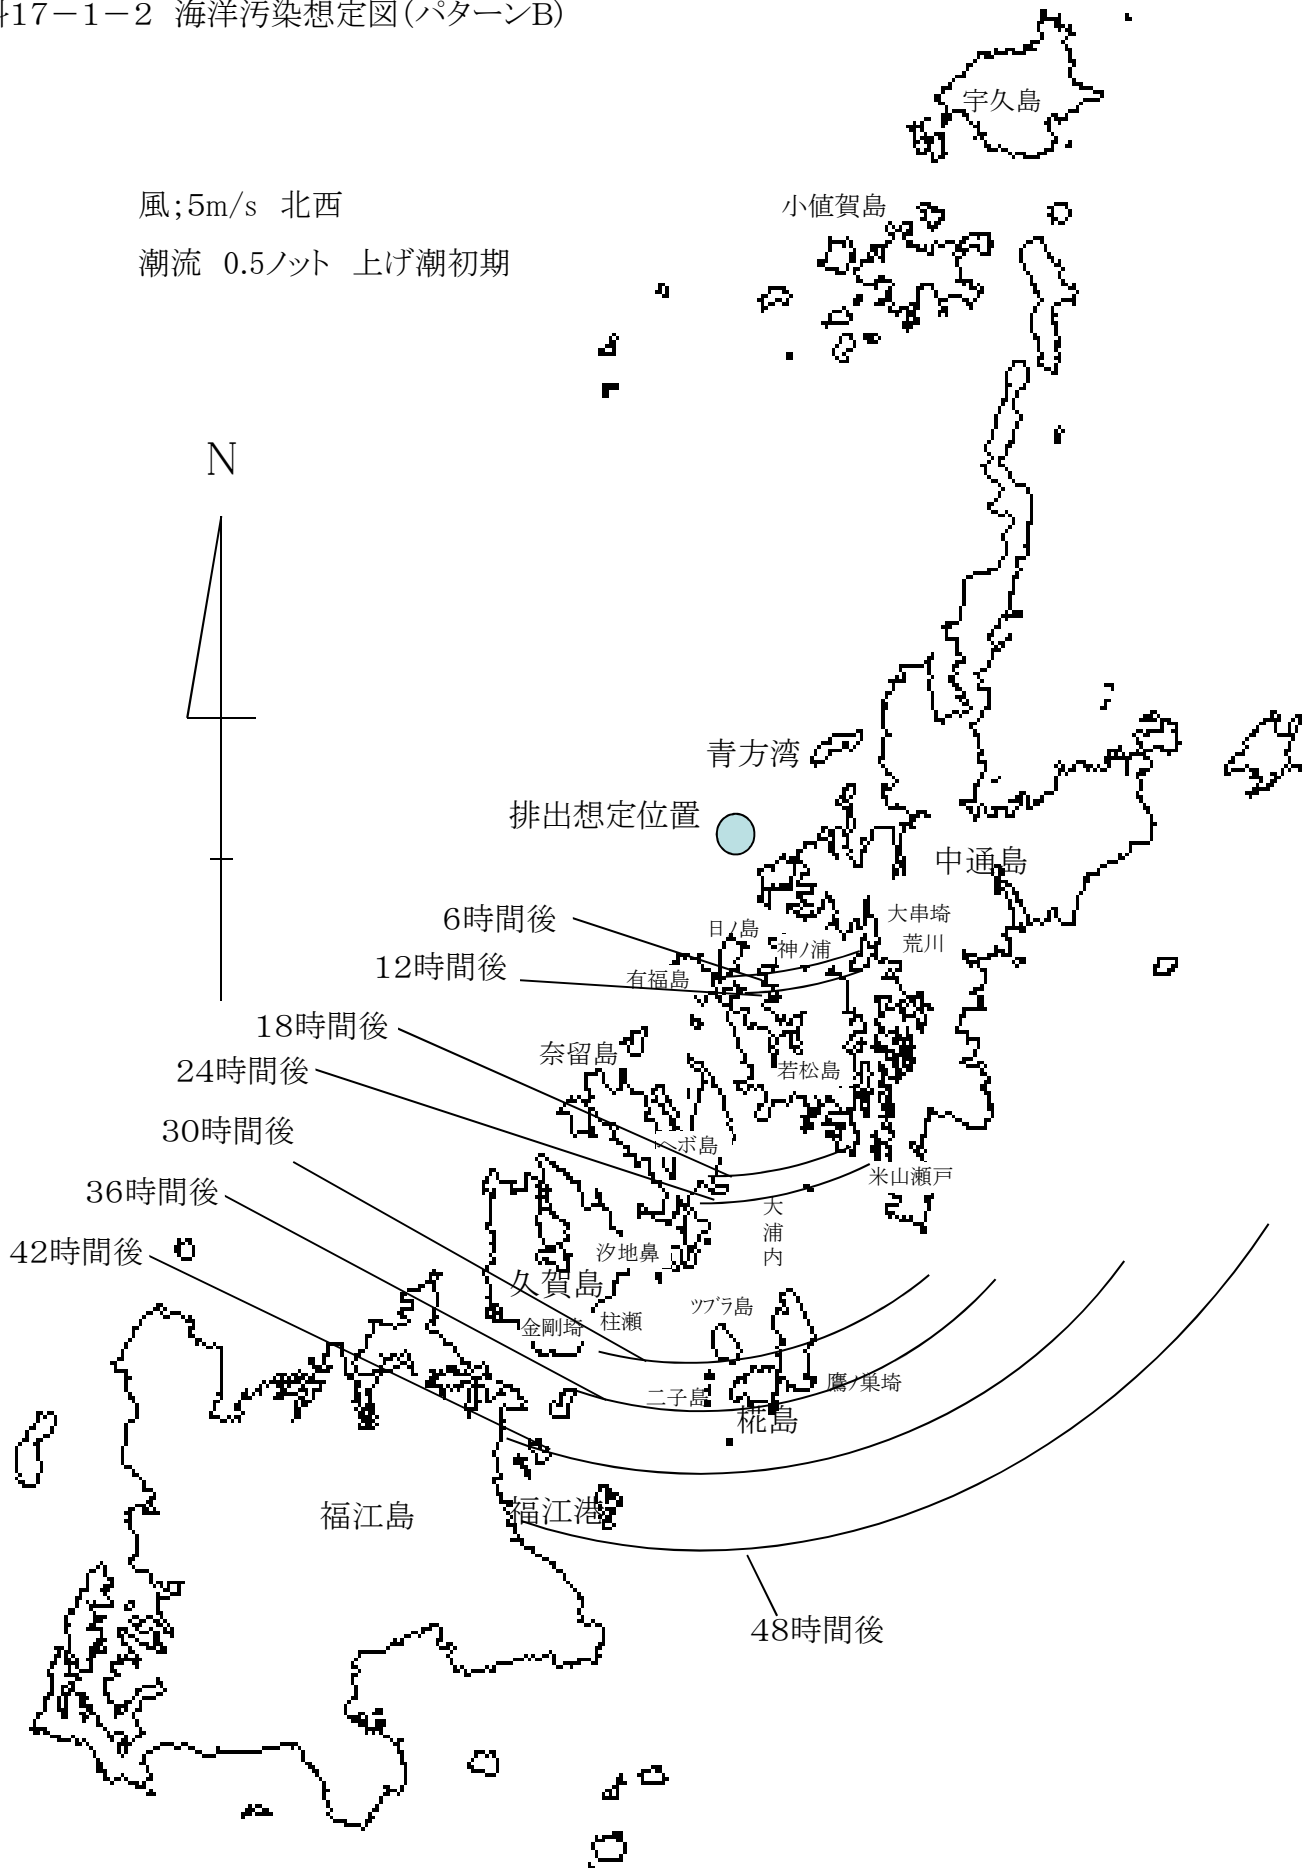 料17－1－2 海洋汚染想定図(パターンB)
宇久島
風;5m/s 北西
小値賀島
潮流 0.5ノット 上げ潮初期
N
青方湾
排出想定位置
中通島
6時間後
大串埼
日ノ島
神ノ浦
荒川
12時間後
有福島
18時間後
奈留島
24時間後
若松島
30時間後
ヘボ島
米山瀬戸
36時間後
大浦内
42時間後
汐地鼻
久賀島
ツブラ島
金剛埼
柱瀬
鷹ノ巣埼
二子島
椛島
福江島
福江港
48時間後